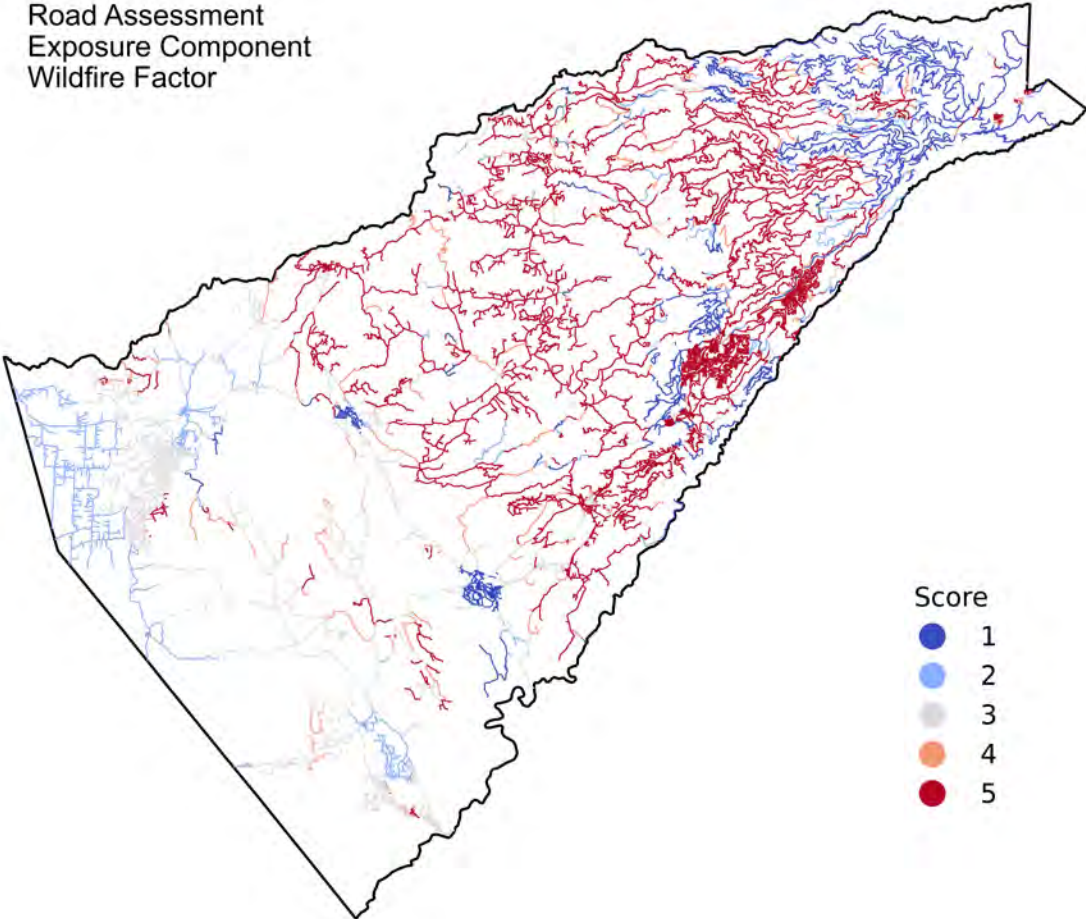 Road Assessment
Exposure Component
Wildfire Factor
Score
1
2
3
4
5